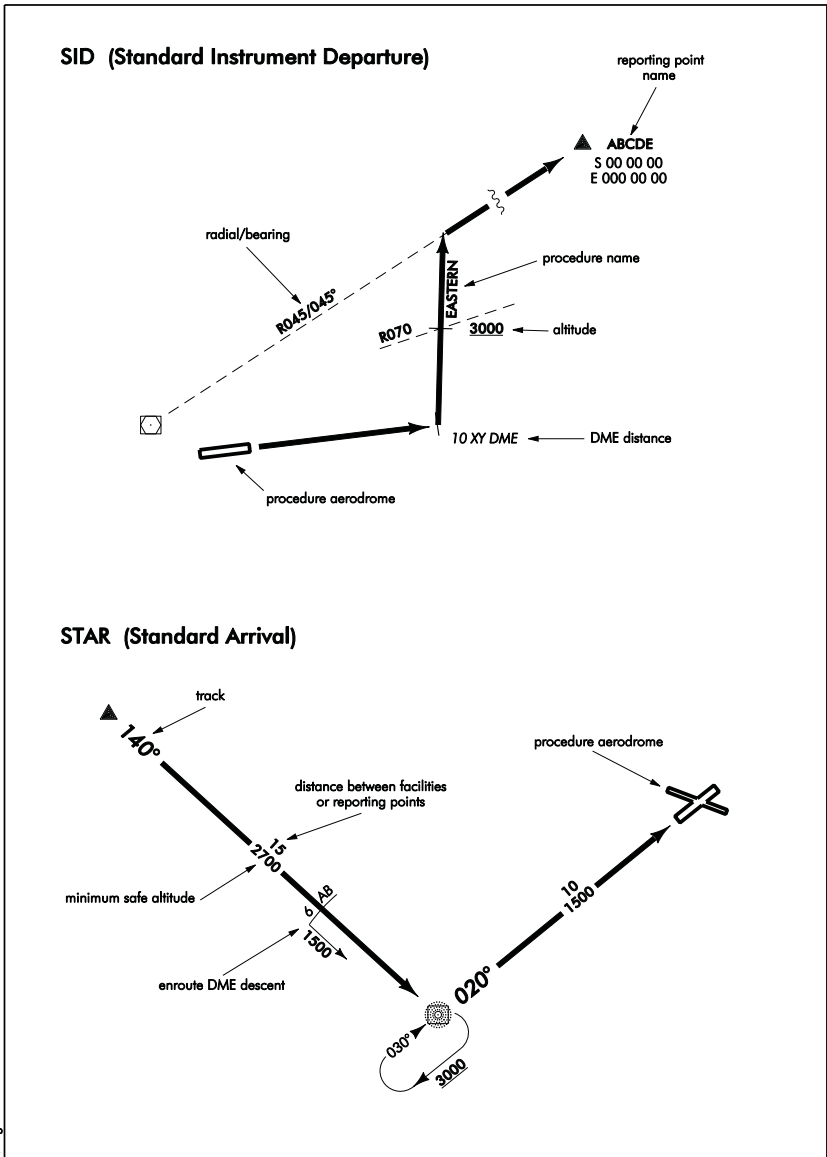 SID (Standard Instrument Departure)
reporting point
name
ABCDE
S 00 00 00
E 000 00 00
radial/bearing
procedure name
R045/045°
EASTERN
R070
3000
altitude
10 XY DME
DME distance
procedure aerodrome
STAR (Standard Arrival)
track
140°
procedure aerodrome
distance between facilities
or reporting points
15
2700
minimum safe altitude
10
1500
6 AB
1500
enroute DME descent
020°
030°
3000